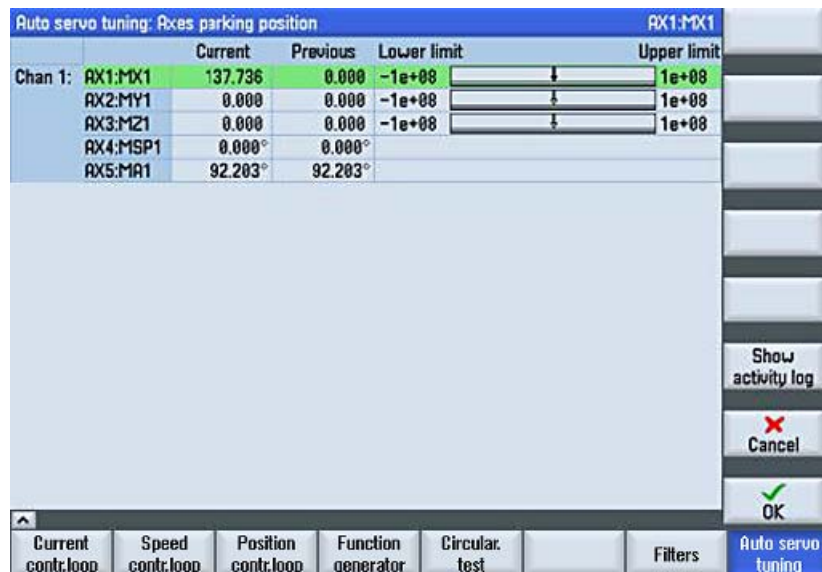 Auto servo tuning: Axes parking position AX1:MX1
Current Previous Lower limit Upper limit
Chan 1: AX1:MX1 137.736 0.000 -1e+08 1e+08
AX2:MY1 0.000 0.000 -1e+08 1e+08
AX3:MZ1 0.000 0.000 -1e+08 1e+08
AX4:MSP1 0.000° 0.000°
AX5:MA1 92.203° 92.203°
Show
activity log
Cancel
OK
Current
contr.loop
Speed
contr.loop
Position
contr.loop
Function
generator
Circular.
test
Filters
Auto servo
tuning